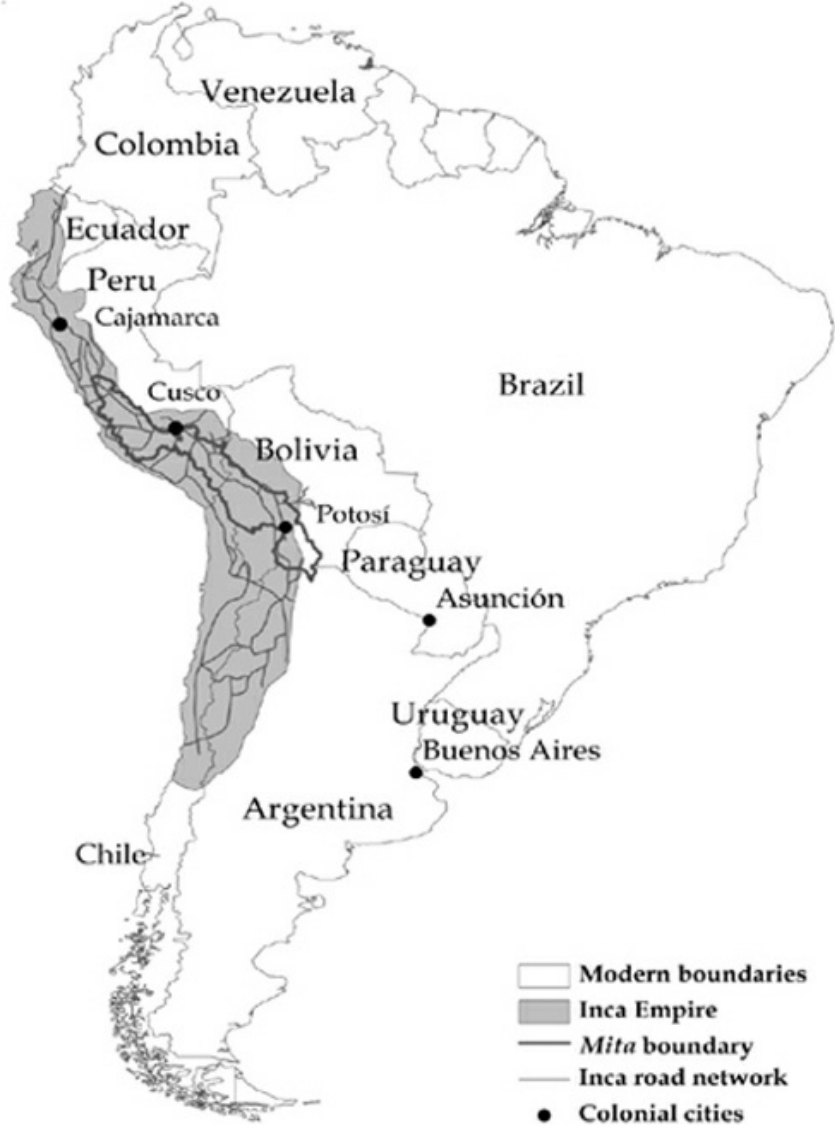 Venezuela
Colombia
Ecuador
Peru
Cajamarca
Brazil
Cusco
Bolivia
Potosí
Paraguay
Asunción
Uruguay
Buenos Aires
Argentina
Chile
Modern boundaries
Inca Empire
Mita boundary
Inca road network
Colonial cities